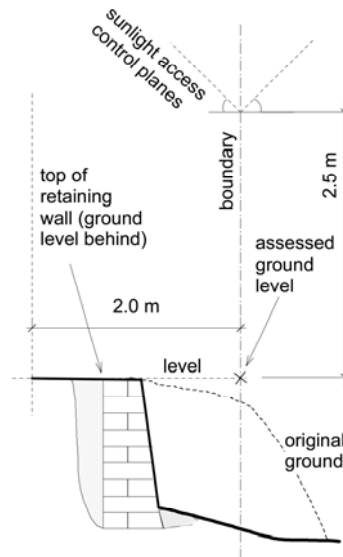 sunlight access
control planes
boundary
2.5 m
top of
retaining
wall (ground
level behind)
assessed
ground
level
2.0 m
level
original
ground